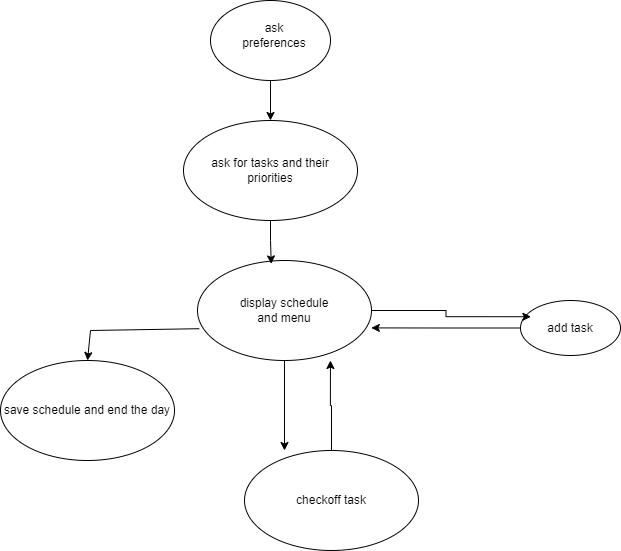 ask
preferences
ask for tasks and their
priorities
display schedule
and menu
add task
save schedule and end the day
checkoff task